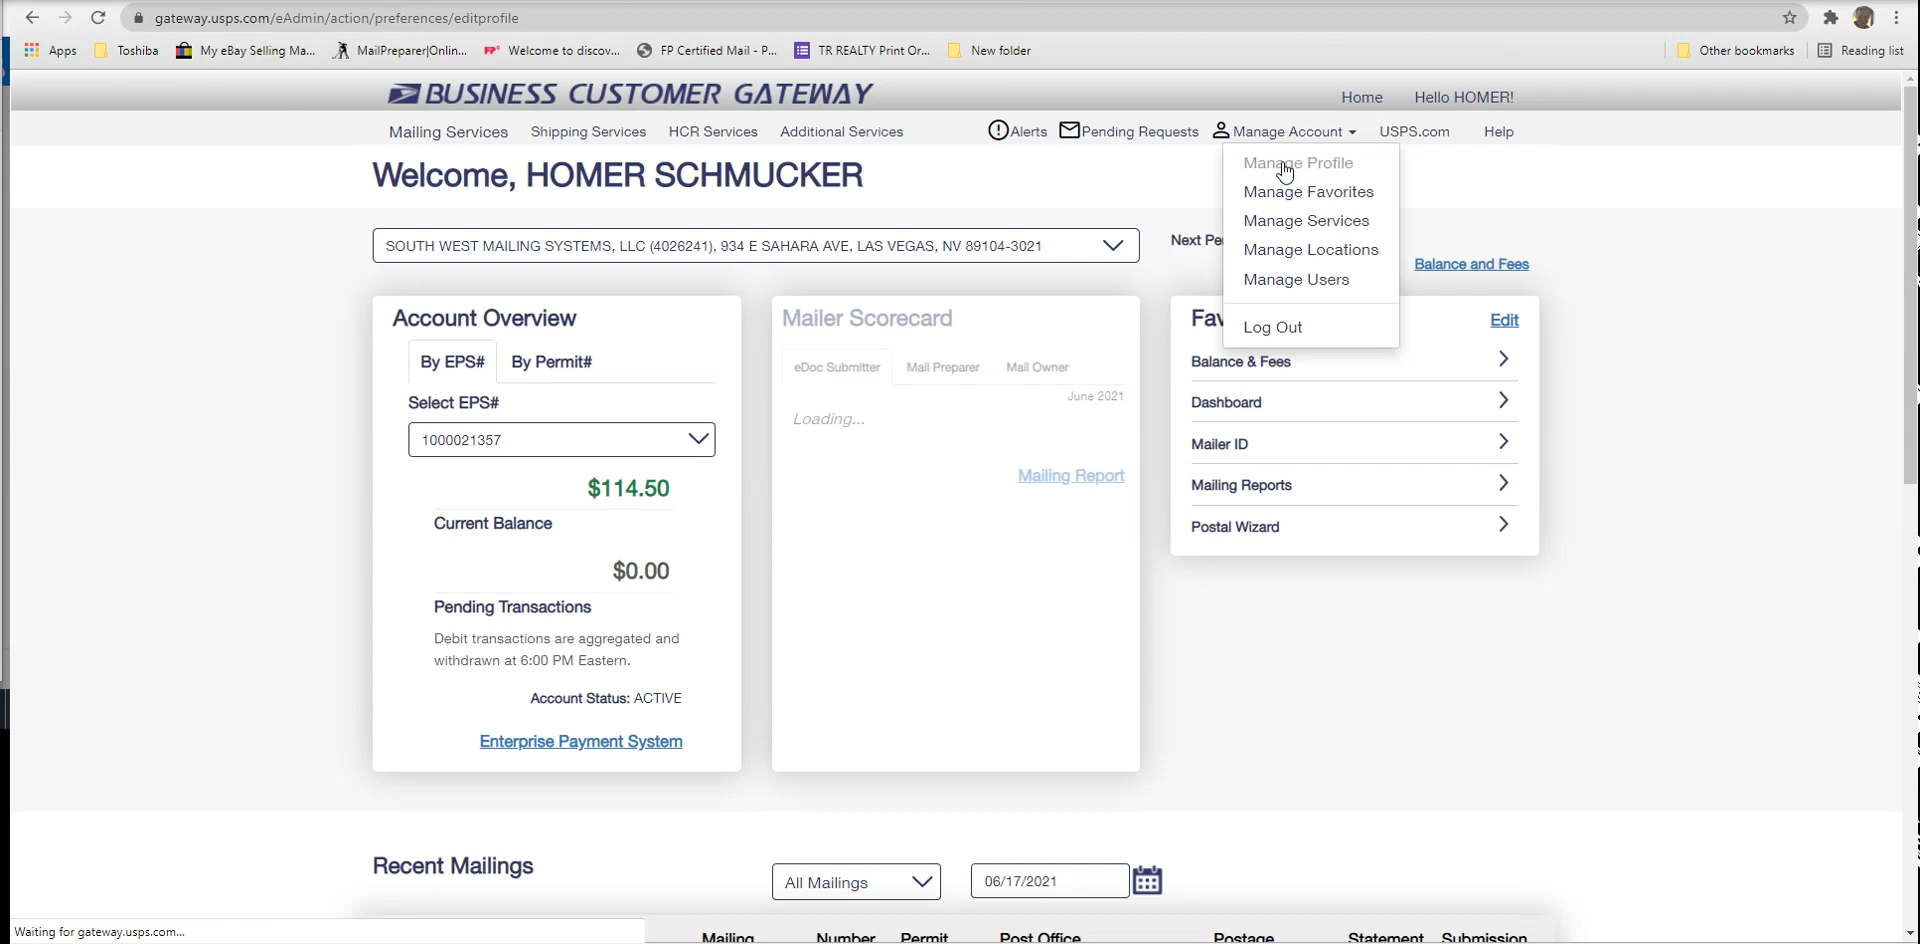 gateway.usps.com/eAdmin/action/preferences/editprofile
Apps Toshiba My eBay Selling Ma... MailPreparer|Onlin... FP Welcome to discov... FP Certified Mail - P... TR REALTY Print Or... New folder Other bookmarks Reading list
BUSINESS CUSTOMER GATEWAY Home Hello HOMER!
Mailing Services Shipping Services HCR Services Additional Services Alerts Pending Requests Manage Account USPS.com Help
Welcome, HOMER SCHMUCKER
Manage Profile
Manage Favorites
Manage Services
Manage Locations
Manage Users
Log Out
SOUTH WEST MAILING SYSTEMS, LLC (4026241), 934 E SAHARA AVE, LAS VEGAS, NV 89104-3021
Next Pe
Balance and Fees
Account Overview
By EPS# By Permit#
Select EPS#
1000021357
$114.50
Current Balance
$0.00
Pending Transactions
Debit transactions are aggregated and
withdrawn at 6:00 PM Eastern.
Account Status: ACTIVE
Enterprise Payment System
Mailer Scorecard
eDoc Submitter Mail Preparer Mail Owner
June 2021
Loading...
Mailing Report
Fav Edit
Balance & Fees
Dashboard
Mailer ID
Mailing Reports
Postal Wizard
Recent Mailings
All Mailings 06/17/2021
Mailing Number Permit Post Office Postage Statement Submission
Waiting for gateway.usps.com...